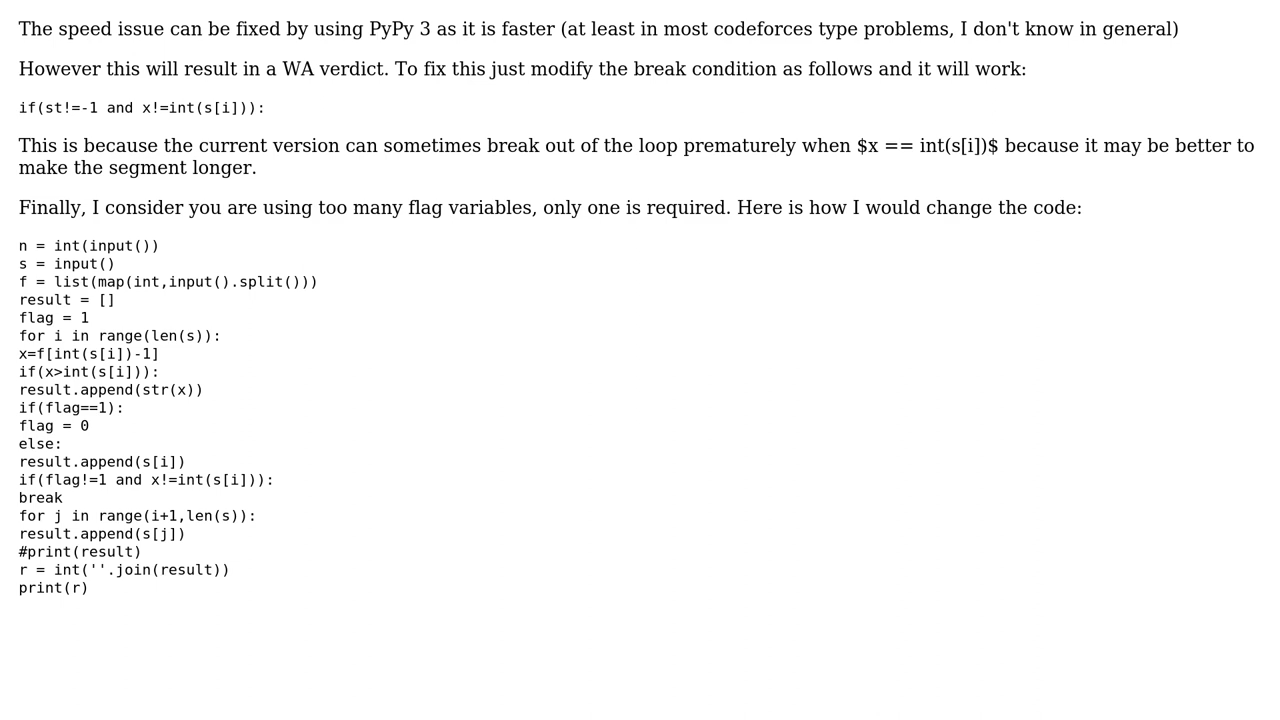 The speed issue can be fixed by using PyPy 3 as it is faster (at least in most codeforces type problems, I don't know in general)
However this will result in a WA verdict. To fix this just modify the break condition as follows and it will work:
if(st!=-1 and x!=int(s[i])):
This is because the current version can sometimes break out of the loop prematurely when $x == int(s[i])$ because it may be better to
make the segment longer.
Finally, I consider you are using too many flag variables, only one is required. Here is how I would change the code:
n = int(input())
s = input()
f = list(map(int,input().split()))
result = []
flag = 1
for i in range(len(s)):
x=f[int(s[i])-1]
if(x>int(s[i])):
result.append(str(x))
if(flag==1):
flag = 0
else:
result.append(s[i])
if(flag!=1 and x!=int(s[i])):
break
for j in range(i+1,len(s)):
result.append(s[j])
#print(result)
r = int(''.join(result))
print(r)